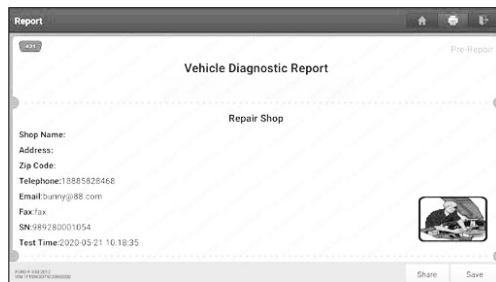 Report
Pre-Repair
Vehicle Diagnostic Report
Repair Shop
Shop Name:
Address:
Zip Code:
Telephone:18885828468
Email:bunny@88.com
Fax:fax
SN:989280001054
Test Time:2020-05-21 10.18:35
Share
Save